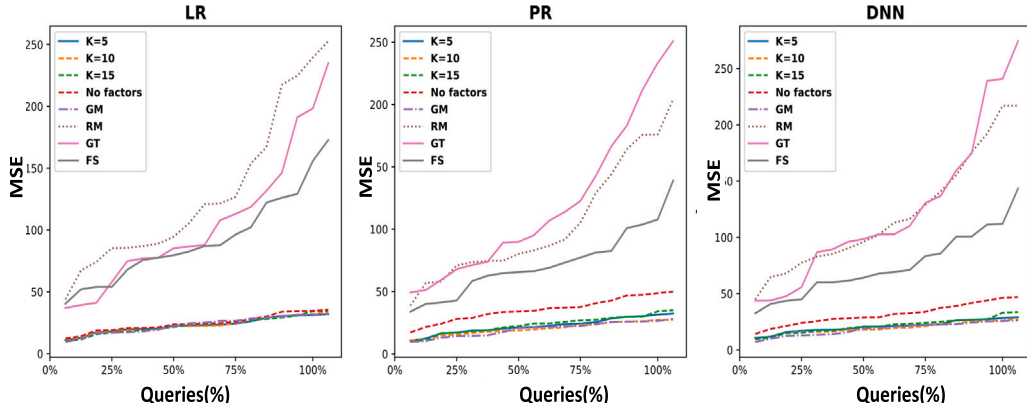 LR
MSE
250
200
150
100
50
0
0%
25%
50%
75%
100%
Queries(%)
K=5
K=10
K=15
No factors
GM
RM
GT
FS
PR
MSE
250
200
150
100
50
0
0%
25%
50%
75%
100%
Queries(%)
K=5
K=10
K=15
No factors
GM
RM
GT
FS
DNN
MSE
250
200
150
100
50
0
0%
25%
50%
75%
100%
Queries(%)
K=5
K=10
K=15
No factors
GM
RM
GT
FS